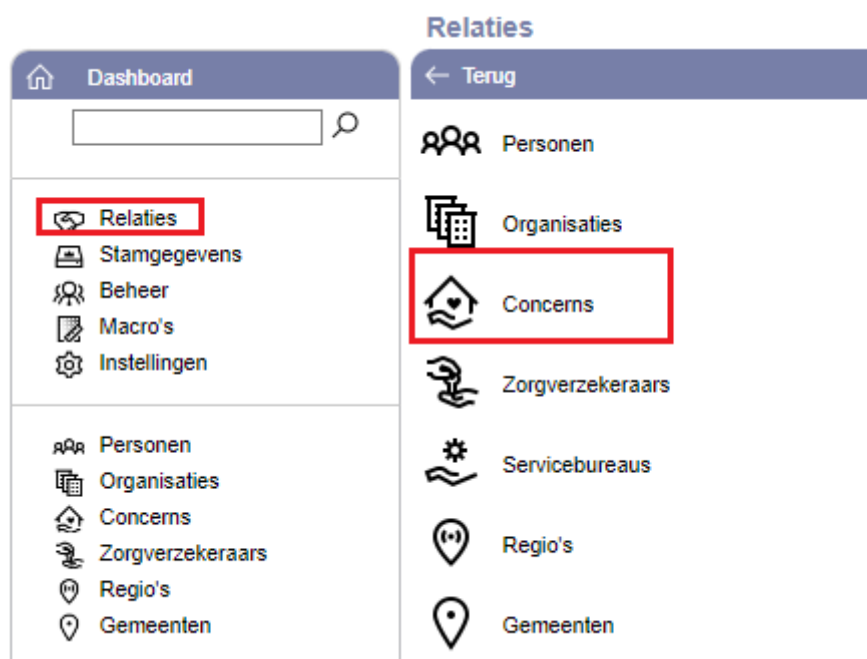 Relaties
Dashboard
Terug
Relaties
Stamgegevens
Beheer
Macro's
Instellingen
Personen
Organisaties
Concerns
Zorgverzekeraars
Regio's
Gemeenten
Personen
Organisaties
Concerns
Zorgverzekeraars
Servicebureaus
Regio's
Gemeenten